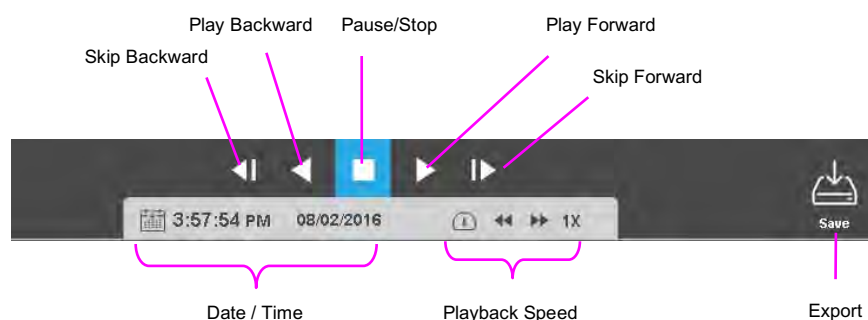 Play Backward Pause/Stop Play Forward
Skip Backward
Skip Forward
3:57:54 PM 08/02/2016 1X
Save
Date / Time Playback Speed Export